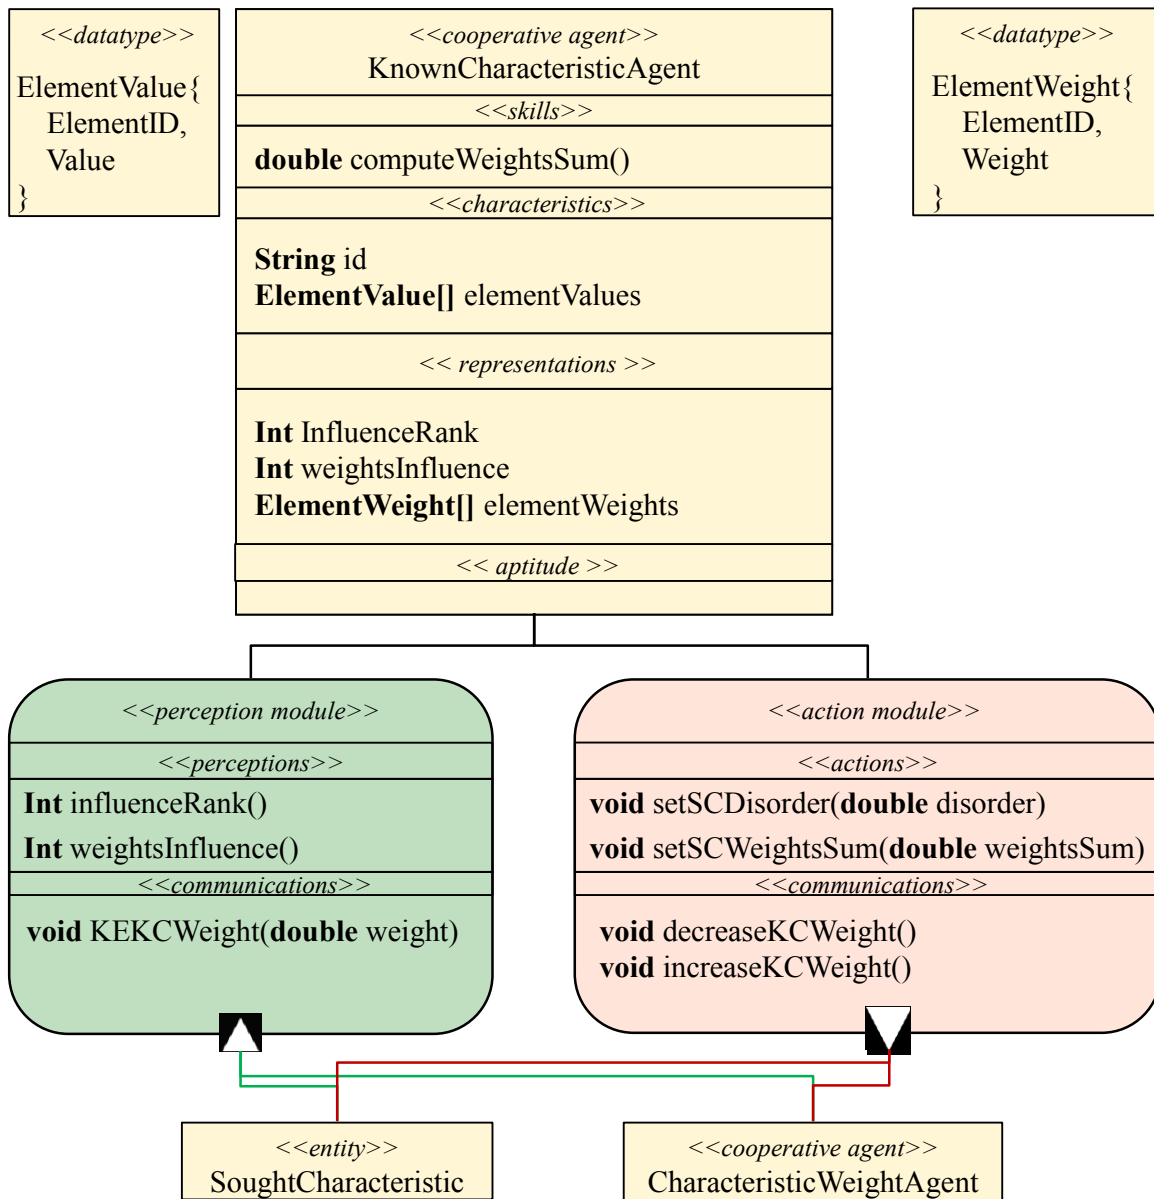 <<datatype>>
ElementValue{
ElementID,
Value
}
<<cooperative agent>>
KnownCharacteristicAgent
<<skills>>
double computeWeightsSum()
<<characteristics>>
String id
ElementValue[] elementValues
<< representations >>
Int InfluenceRank
Int weightsInfluence
ElementWeight[] elementWeights
<< aptitude >>
<<datatype>>
ElementWeight{
ElementID,
Weight
}
<<perception module>>
<<perceptions>>
Int influenceRank()
Int weightsInfluence()
<<communications>>
void KEKCWeight(double weight)
<<action module>>
<<actions>>
void setSCDisorder(double disorder)
void setSCWeightsSum(double weightsSum)
<<communications>>
void decreaseKCWeight()
void increaseKCWeight()
<<entity>>
SoughtCharacteristic
<<cooperative agent>>
CharacteristicWeightAgent